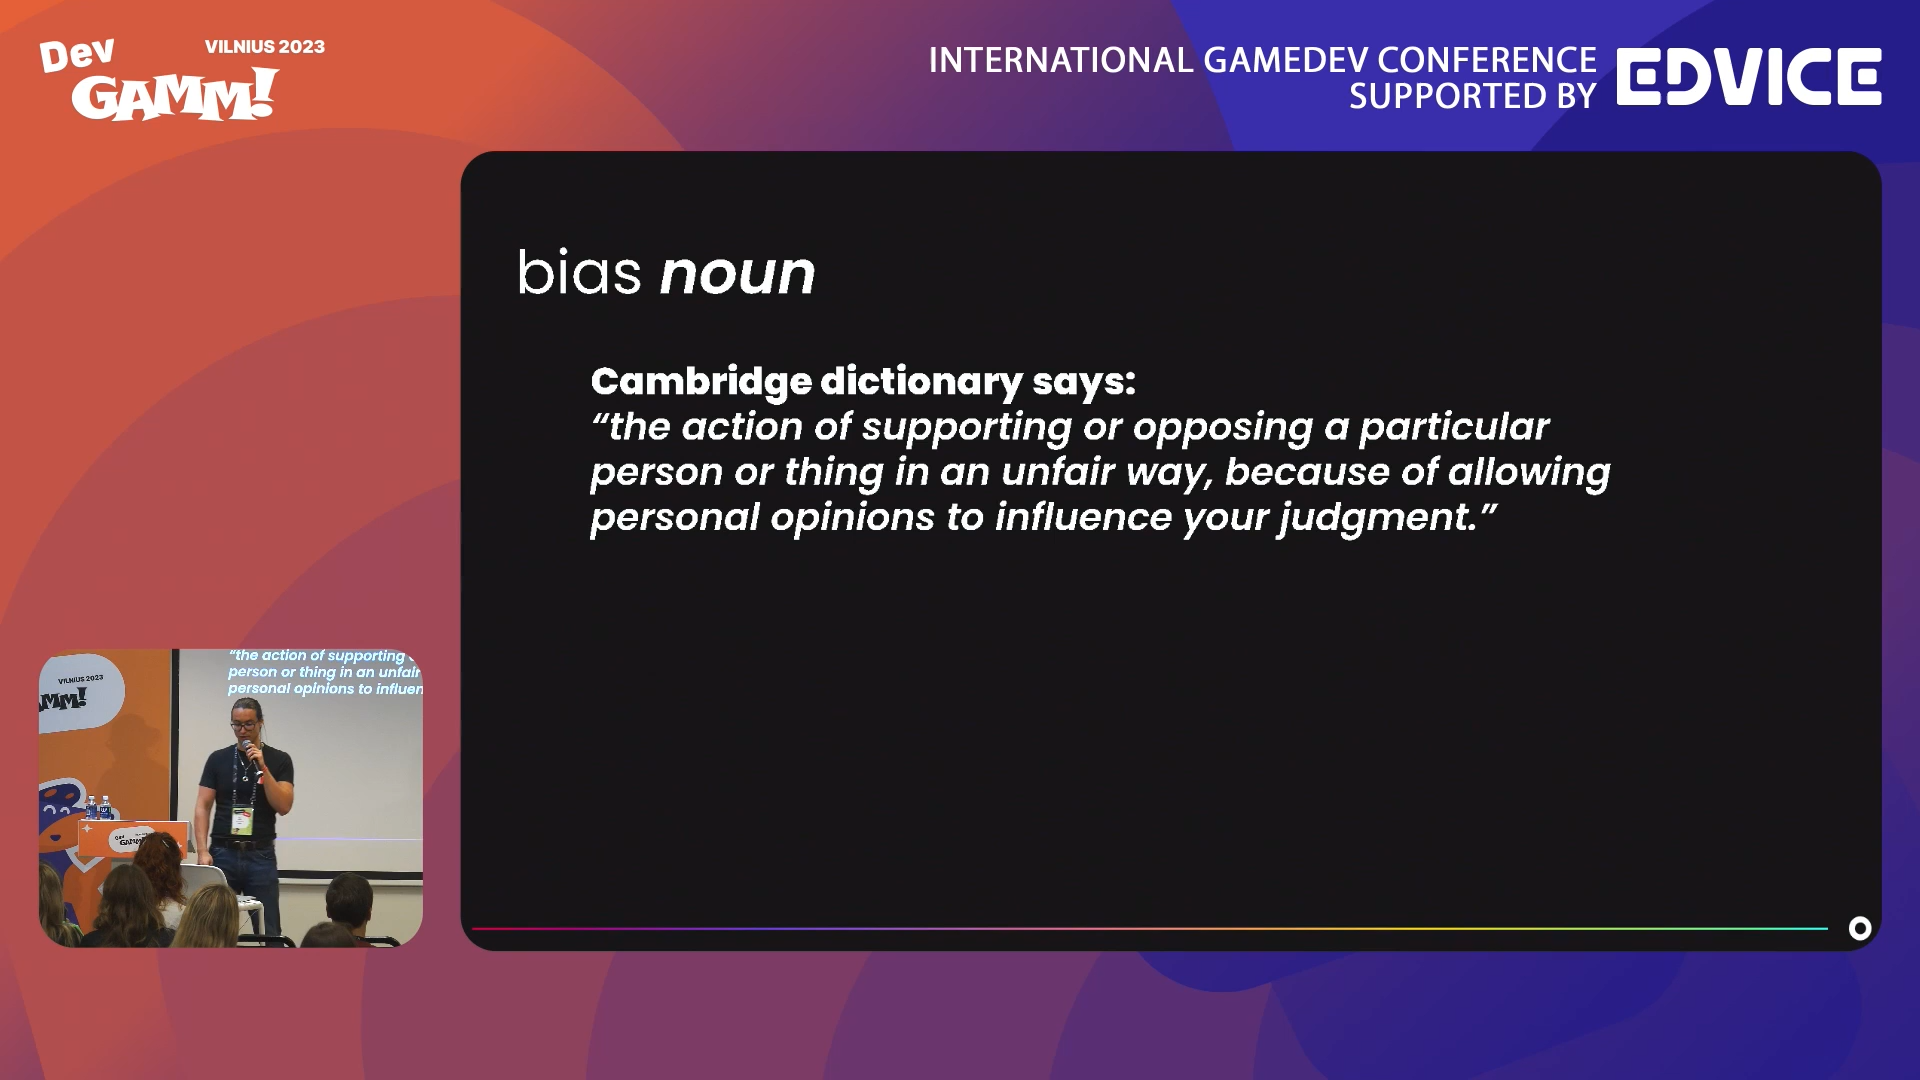 Dev
GAMM!
VILNIUS 2023
INTERNATIONAL GAMEDEV CONFERENCE
SUPPORTED BY
EDVICE
bias noun
Cambridge dictionary says:
“the action of supporting or opposing a particular
person or thing in an unfair way, because of allowing
personal opinions to influence your judgment.”
“the action of supporting
person or thing in an unfair
personal opinions to influen
VILNIUS 2023
AMM!